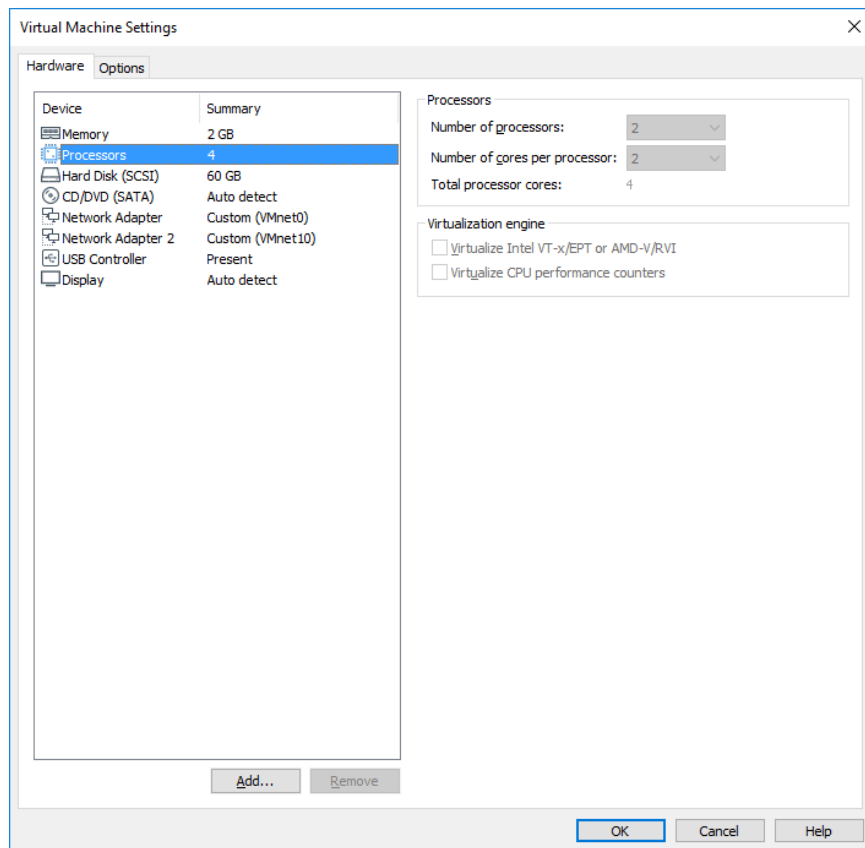 Virtual Machine Settings
Hardware Options
Device Summary
Memory 2 GB
Processors 4
Hard Disk (SCSI) 60 GB
CD/DVD (SATA) Auto detect
Network Adapter Custom (VMnet0)
Network Adapter 2 Custom (VMnet10)
USB Controller Present
Display Auto detect
Add... Remove
Processors
Number of processors: 2
Number of cores per processor: 2
Total processor cores: 4
Virtualization engine
Virtualize Intel VT-x/EPT or AMD-V/RVI
Virtualize CPU performance counters
OK Cancel Help